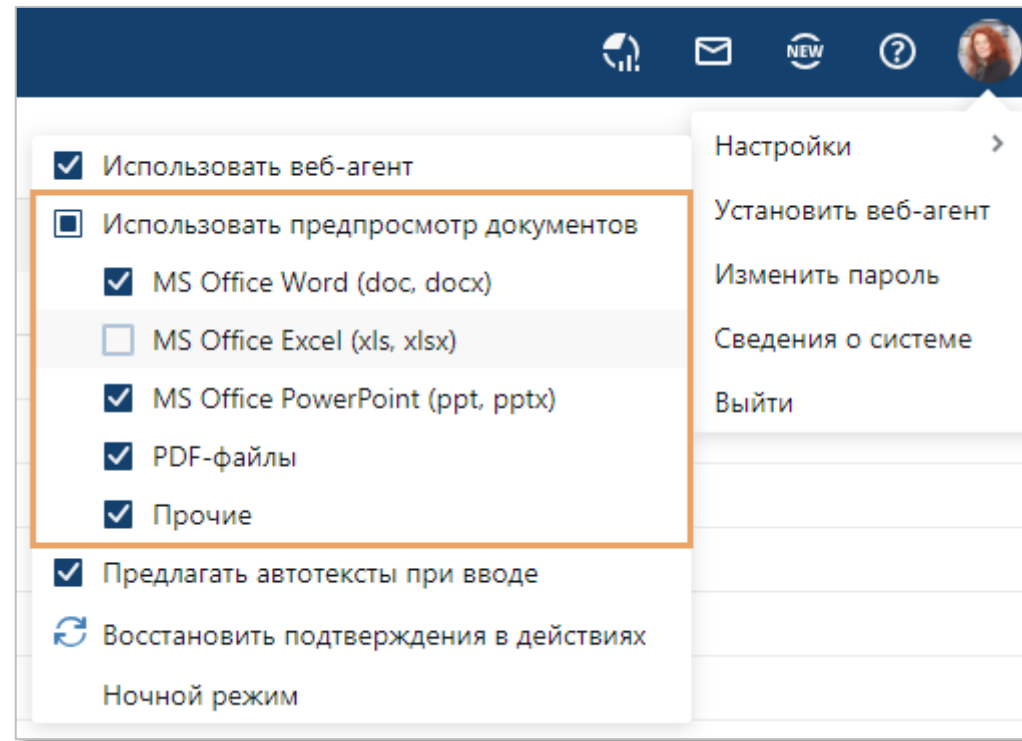 NEW
Настройки
Установить веб-агент
Изменить пароль
Сведения о системе
Выйти
Использовать веб-агент
Использовать предпросмотр документов
MS Office Word (doc, docx)
MS Office Excel (xls, xlsx)
MS Office PowerPoint (ppt, pptx)
PDF-файлы
Прочие
Предлагать автотексты при вводе
Восстановить подтверждения в действиях
Ночной режим